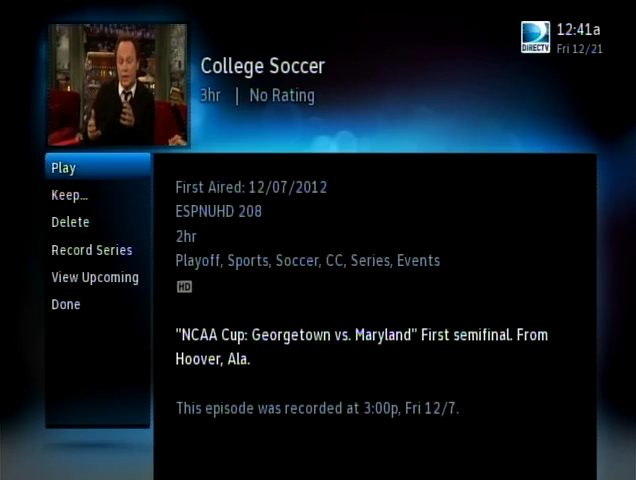 DIRECTV
12:41a
Fri 12/21
College Soccer
3hr | No Rating
Play
Keep...
Delete
Record Series
View Upcoming
Done
First Aired: 12/07/2012
ESPNUHD 208
2hr
Playoff, Sports, Soccer, CC, Series, Events
HD
"NCAA Cup: Georgetown vs. Maryland" First semifinal. From
Hoover, Ala.
This episode was recorded at 3:00p, Fri 12/7.